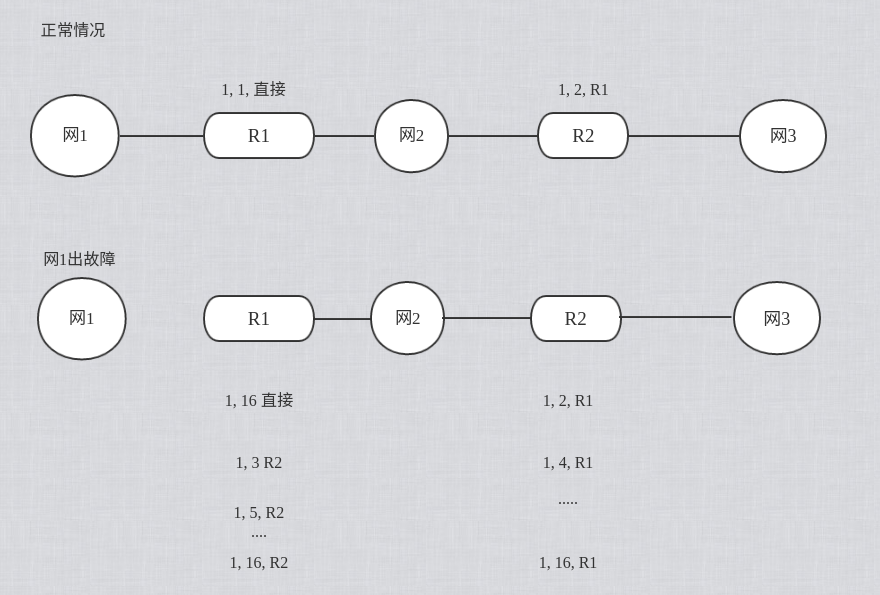 正常情况
1, 1, 直接
1, 2, R1
网1
R1
网2
R2
网3
网1出故障
网1
R1
网2
R2
网3
1, 16 直接
1, 2, R1
1, 3 R2
1, 4, R1
.....
1, 5, R2
....
1, 16, R2
1, 16, R1